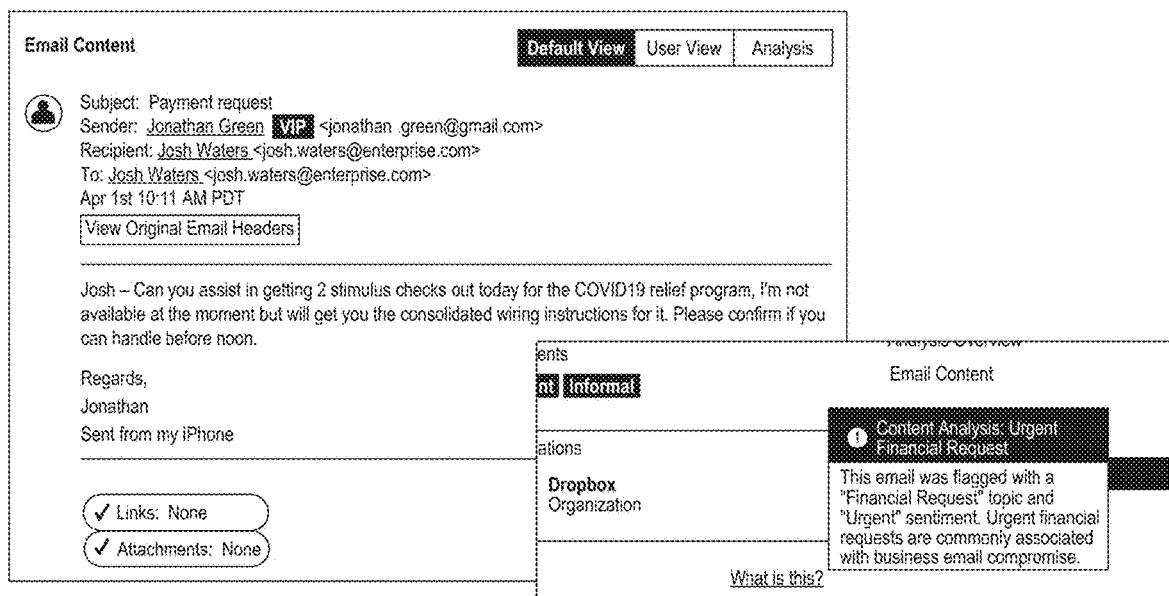 Email Content
Default View
User View
Analysis
Subject: Payment request
Sender: Jonathan Green VIP <jonathan .green@gmail.com>
Recipient: Josh Waters <josh.waters@enterprise.com>
To: Josh Waters <josh.waters@enterprise.com>
Apr 1st 10:11 AM PDT
View Original Email Headers
Josh – Can you assist in getting 2 stimulus checks out today for the COVID19 relief program, I'm not
available at the moment but will get you the consolidated wiring instructions for it. Please confirm if you
can handle before noon.
Regards,
Jonathan
Sent from my iPhone
✓ Links: None
✓ Attachments: None
Analysis Overview
ents
Email Content
nt Informal
Content Analysis: Urgent
Financial Request
ations
Dropbox
Organization
This email was flagged with a
"Financial Request" topic and
"Urgent" sentiment. Urgent financial
requests are commonly associated
with business email compromise.
What is this?